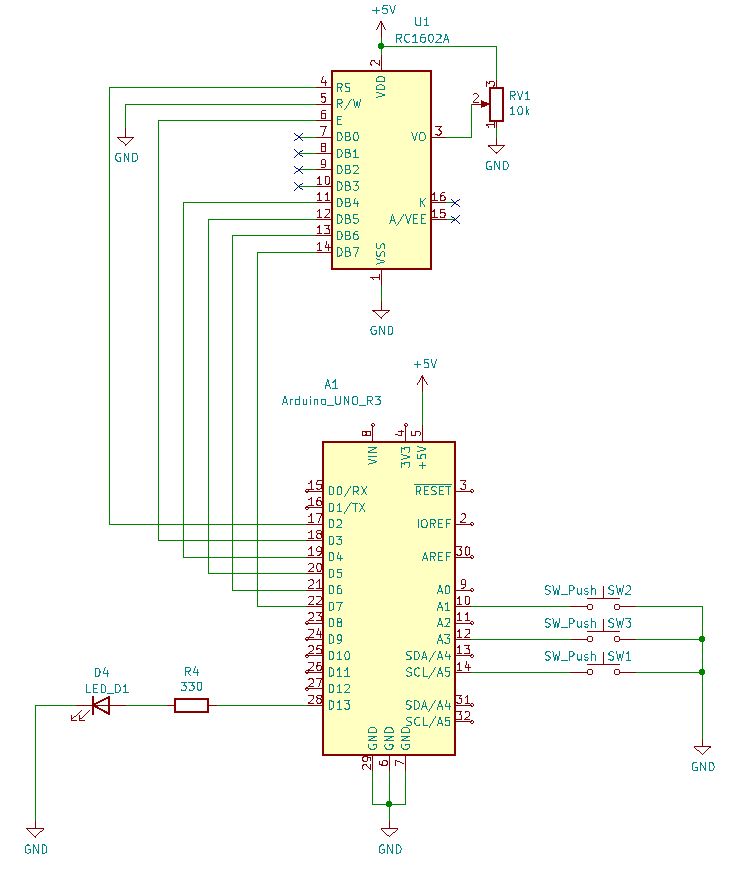 +5V
U1
RC1602A
2
VDD
4
RS
5
R/W
6
E
7
DB0
8
DB1
9
DB2
10
DB3
11
DB4
12
DB5
13
DB6
14
DB7
VO
3
K
16
A/VEE
15
VSS
1
GND
3
2
1
RV1
10k
GND
GND
+5V
A1
Arduino_UNO_R3
8
4
5
VIN
3V3
+5V
15
D0/RX
16
D1/TX
17
D2
18
D3
19
D4
20
D5
21
D6
22
D7
23
D8
24
D9
25
D10
26
D11
27
D12
28
D13
RESET
3
IOREF
2
AREF
30
A0
9
A1
10
A2
11
A3
12
SDA/A4
13
SCL/A5
14
SDA/A4
31
SCL/A5
32
GND
GND
GND
29
6
7
GND
SW_Push
SW2
SW_Push
SW3
SW_Push
SW1
GND
D4
LED_D1
R4
330
GND